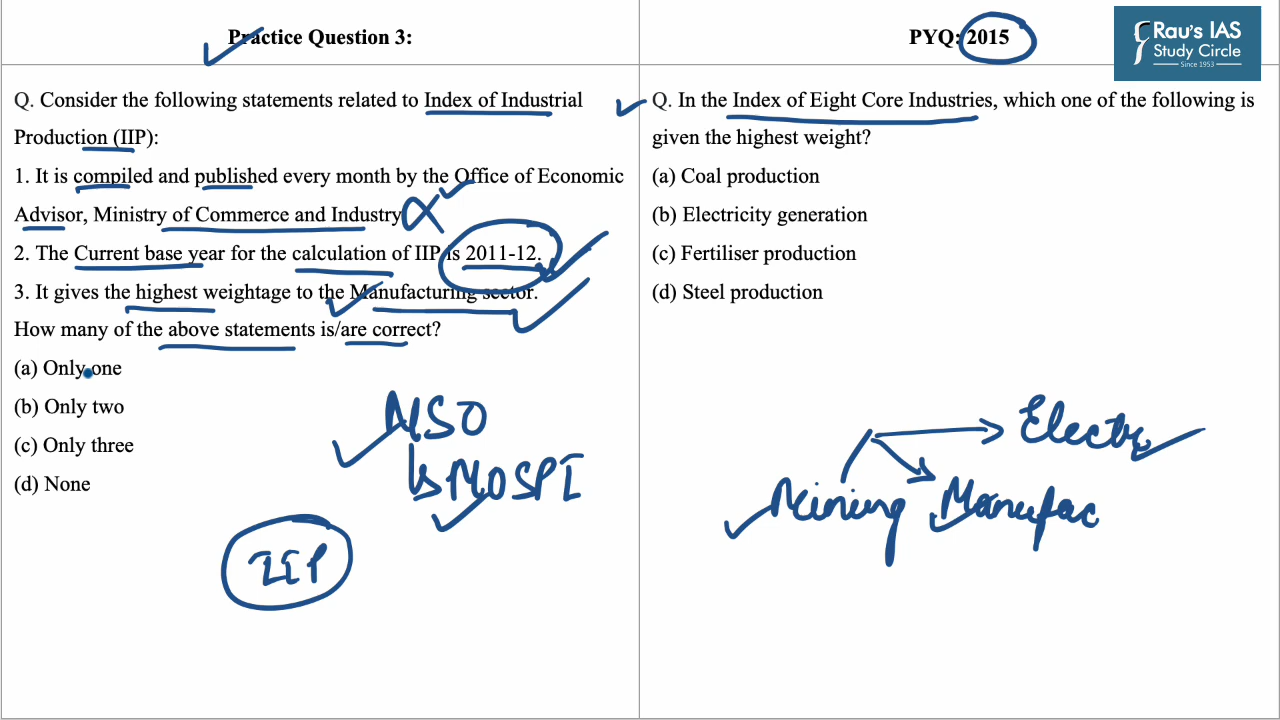 Practice Question 3:
Q. Consider the following statements related to Index of Industrial
Production (IIP):
1. It is compiled and published every month by the Office of Economic
Advisor, Ministry of Commerce and Industry
2. The Current base year for the calculation of IIP is 2011-12.
3. It gives the highest weightage to the Manufacturing sector.
How many of the above statements is/are correct?
(a) Only one
(b) Only two
(c) Only three
(d) None
NSO
MOSPI
IIP
PYQ: 2015
Rau's IAS
Study Circle
Since 1953
Q. In the Index of Eight Core Industries, which one of the following is
given the highest weight?
(a) Coal production
(b) Electricity generation
(c) Fertiliser production
(d) Steel production
Electr
Mining Manufac